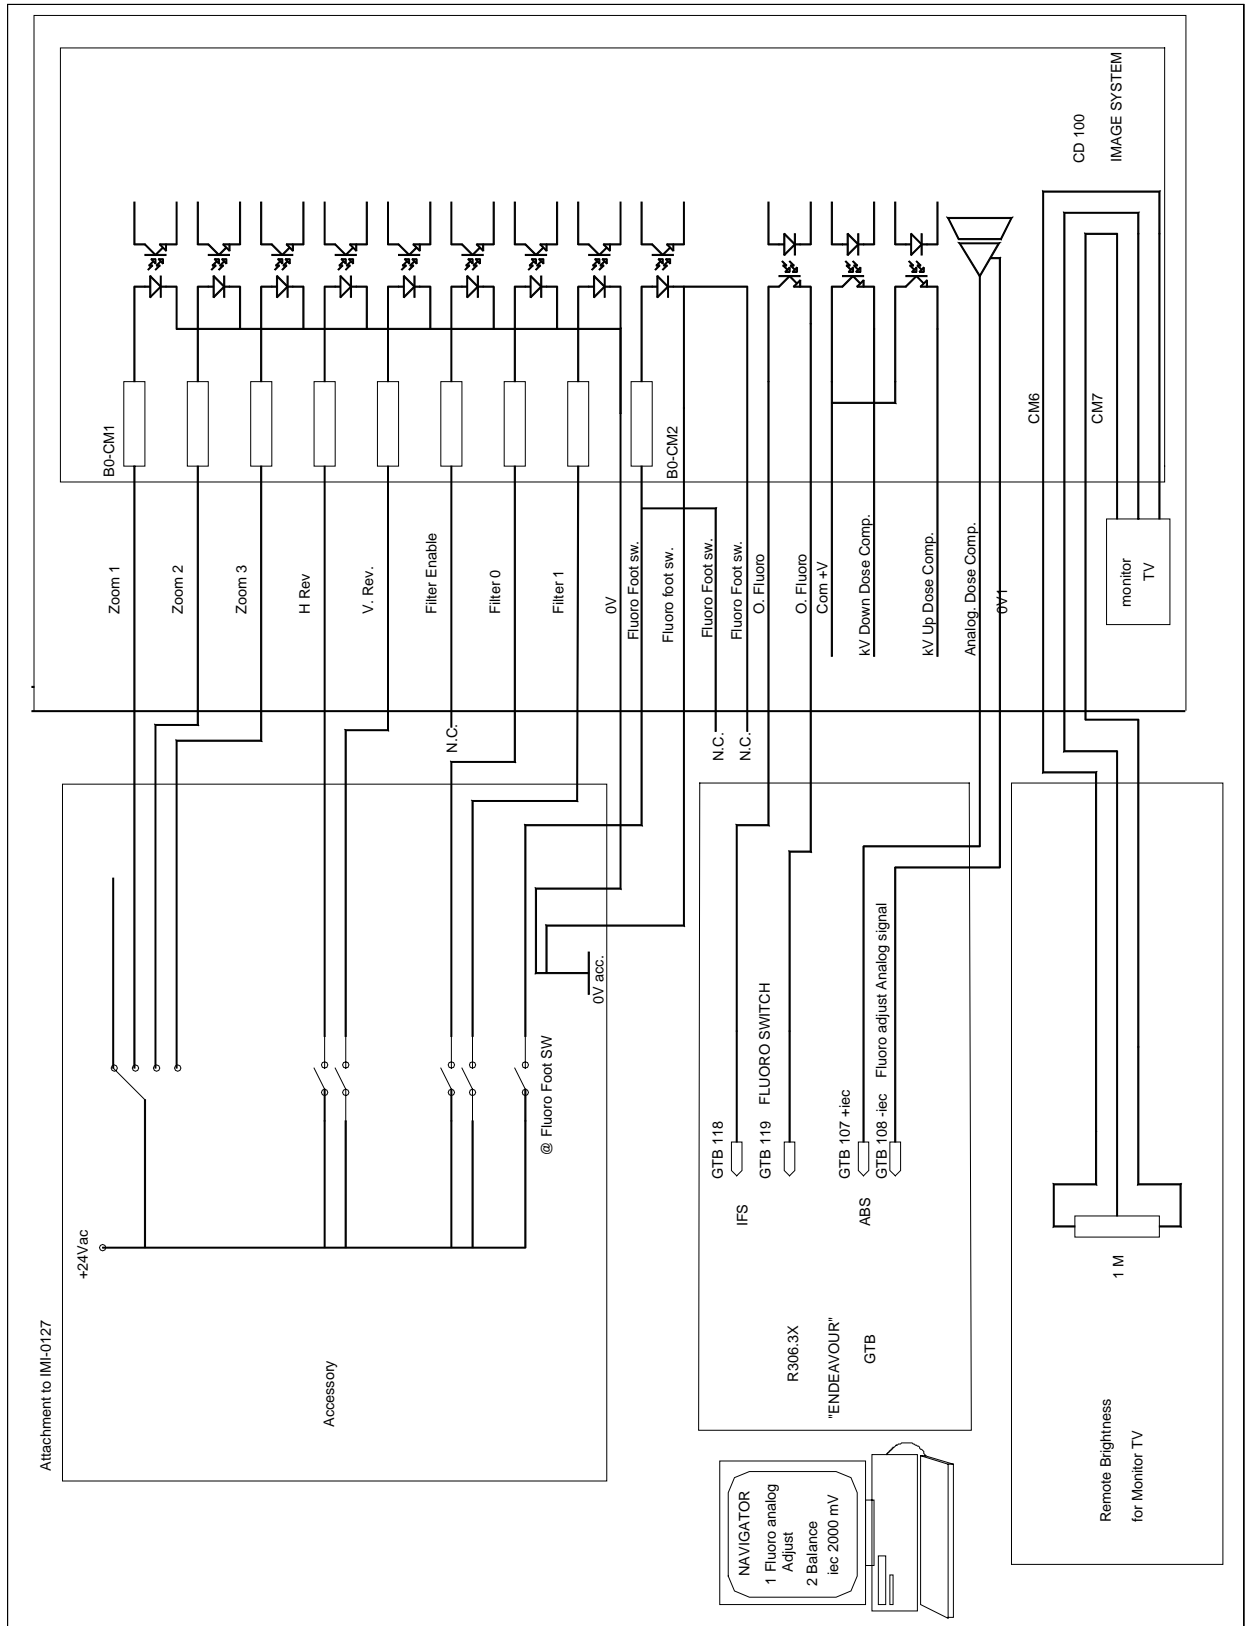 Attachment to IMI-0127
+24Vac
Accessory
@ Fluoro Foot SW
0V acc.
Zoom 1
Zoom 2
Zoom 3
H Rev
V. Rev.
Filter Enable
Filter 0
Filter 1
0V
Fluoro Foot sw.
Fluoro foot sw.
Fluoro Foot sw.
Fluoro Foot sw.
O. Fluoro
O. Fluoro
Com +V
kV Down Dose Comp.
kV Up Dose Comp.
Analog. Dose Comp.
0V1
N.C.
N.C.
N.C.
B0-CM1
B0-CM2
CM6
CM7
CD 100
IMAGE SYSTEM
monitor
TV
GTB 118
GTB 119 FLUORO SWITCH
GTB 107 +iec
GTB 108 -iec Fluoro adjust Analog signal
IFS
ABS
R306.3X
"ENDEAVOUR"
GTB
NAVIGATOR
1 Fluoro analog
Adjust
2 Balance
iec 2000 mV
1 M
Remote Brightness
for Monitor TV